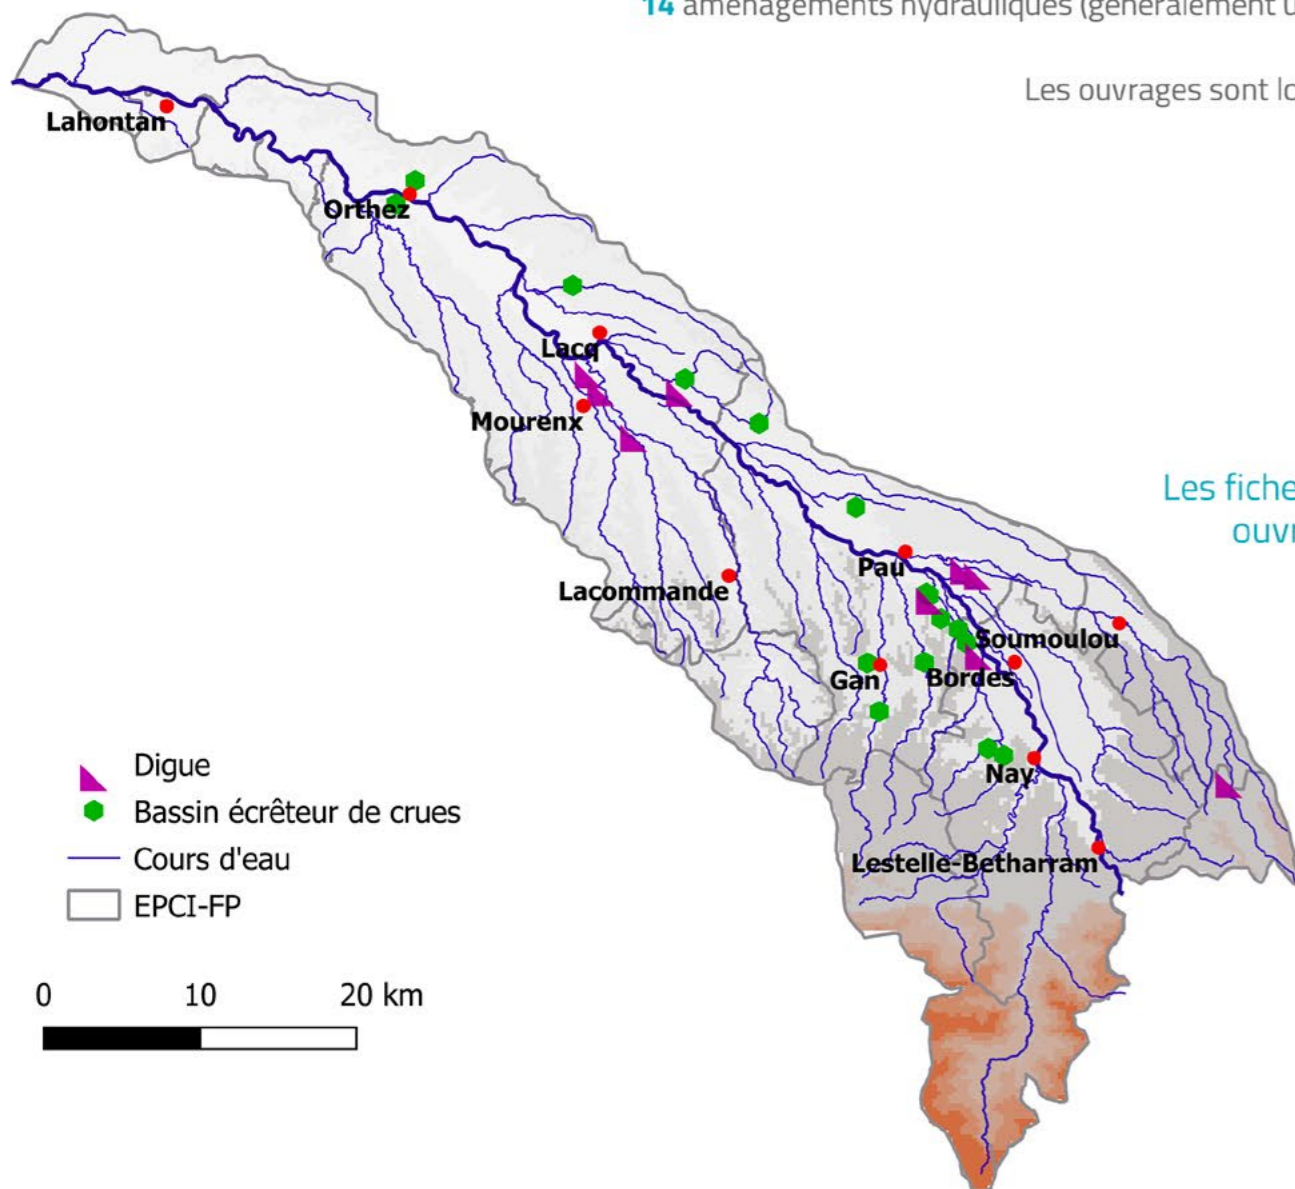 14 aménagements hydrauliques (généralement u
Les ouvrages sont lo
Lahontan
Orthez
Lacq
Mourenx
Les fiche
ouvr
Pau
Lacommande
Soumoulou
Gan
Bordes
Nay
Digue
Bassin écrêteur de crues
Cours d'eau
EPCI-FP
Lestelle-Betharram
0 10 20 km